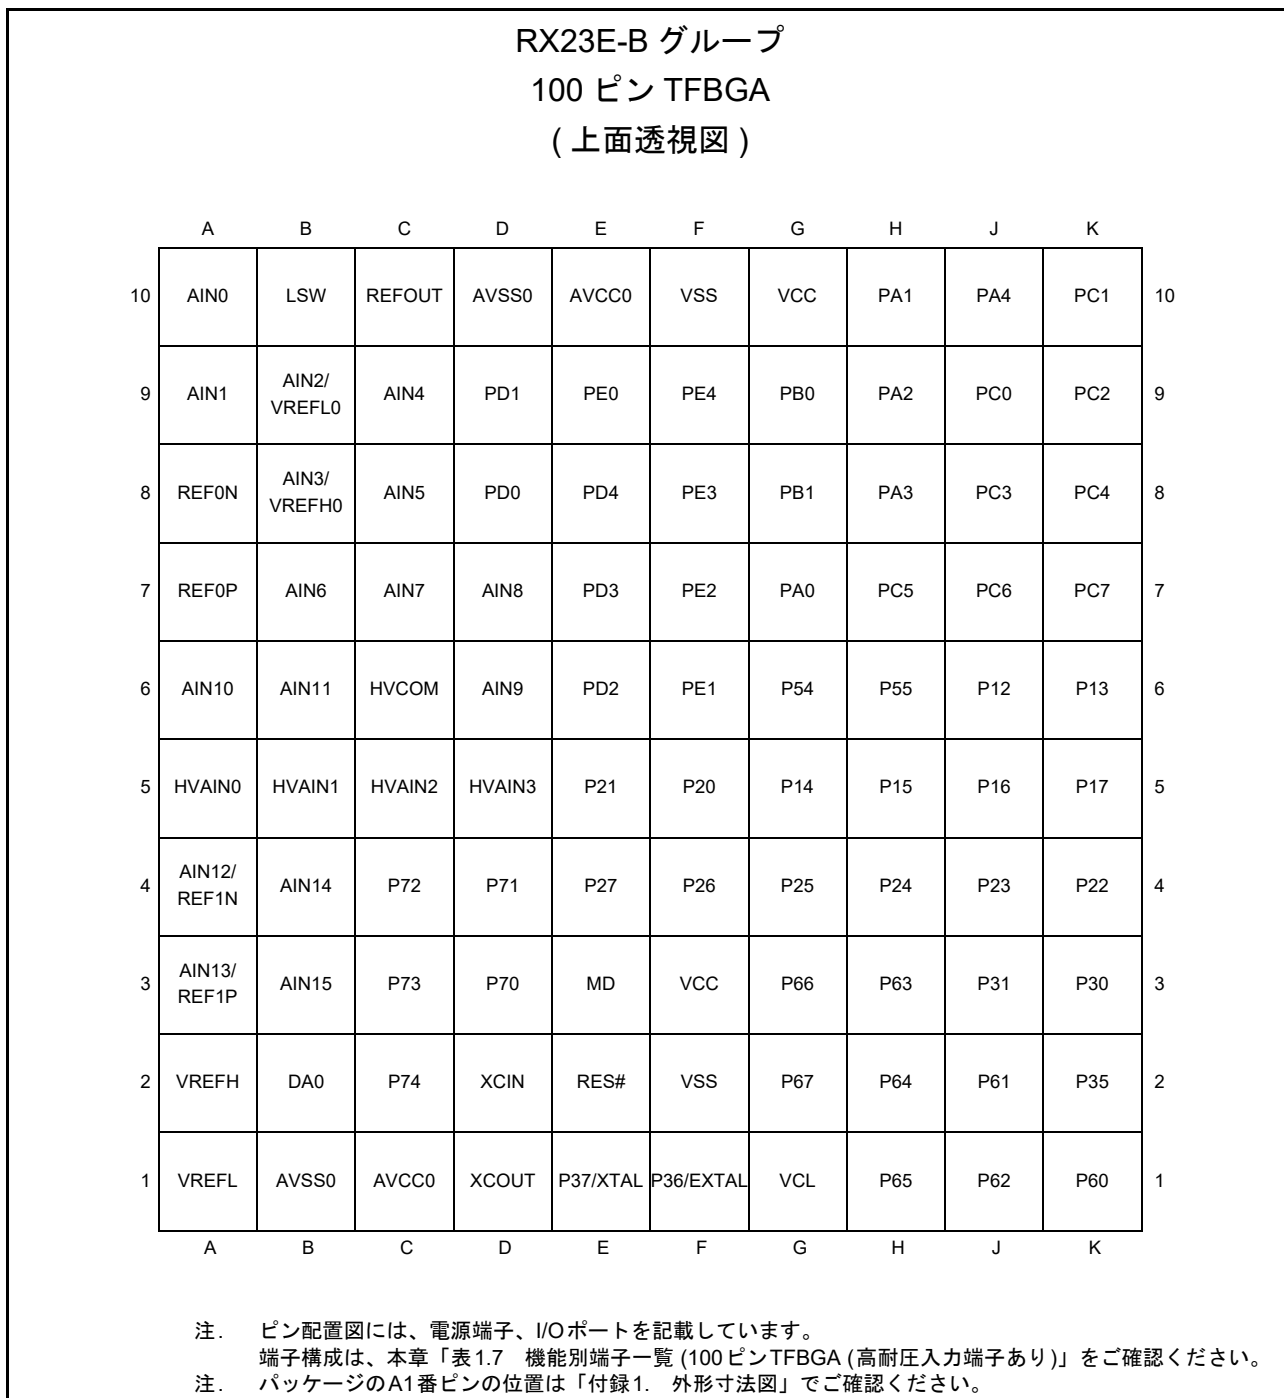 RX23E-B グループ
100 ピン TFBGA
( 上面透視図 )
A B C D E F G H J K
10 AIN0 LSW REFOUT AVSS0 AVCC0 VSS VCC PA1 PA4 PC1 10
9 AIN1 AIN2/ VREFL0 AIN4 PD1 PE0 PE4 PB0 PA2 PC0 PC2 9
8 REF0N AIN3/ VREFH0 AIN5 PD0 PD4 PE3 PB1 PA3 PC3 PC4 8
7 REF0P AIN6 AIN7 AIN8 PD3 PE2 PA0 PC5 PC6 PC7 7
6 AIN10 AIN11 HVCOM AIN9 PD2 PE1 P54 P55 P12 P13 6
5 HVAIN0 HVAIN1 HVAIN2 HVAIN3 P21 P20 P14 P15 P16 P17 5
4 AIN12/ REF1N AIN14 P72 P71 P27 P26 P25 P24 P23 P22 4
3 AIN13/ REF1P AIN15 P73 P70 MD VCC P66 P63 P31 P30 3
2 VREFH DA0 P74 XCIN RES# VSS P67 P64 P61 P35 2
1 VREFL AVSS0 AVCC0 XCOUT P37/XTAL P36/EXTAL VCL P65 P62 P60 1
A B C D E F G H J K
注. ピン配置図には、電源端子、I/Oポートを記載しています。
端子構成は、本章「表1.7 機能別端子一覧 (100ピンTFBGA (高耐圧入力端子あり)」をご確認ください。
注. パッケージのA1番ピンの位置は「付録1. 外形寸法図」でご確認ください。